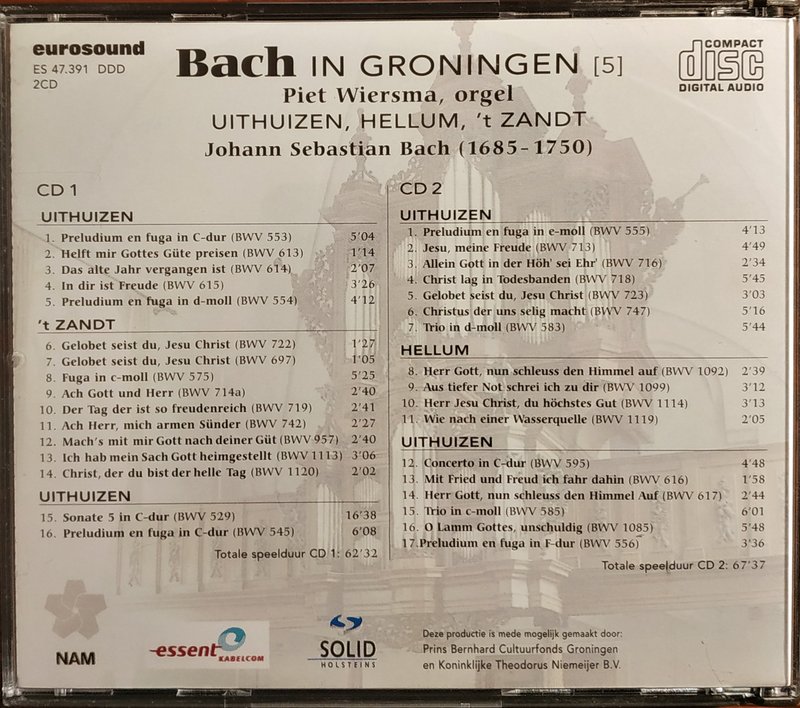 eurosound
ES 47.391 DDD
2CD
Bach IN GRONINGEN [5]
Piet Wiersma, orgel
UITHUIZEN, HELLUM, 't ZANDT
Johann Sebastian Bach (1685-1750)
COMPACT
disc
DIGITAL AUDIO
CD 1
UITHUIZEN
1. Preludium en fuga in C-dur (BWV 553) 5'04
2. Helft mir Gottes Güte preisen (BWV 613) 1'14
3. Das alte Jahr vergangen ist (BWV 614) 2'07
4. In dir ist Freude (BWV 615) 3'26
5. Preludium en fuga in d-moll (BWV 554) 4'12
't ZANDT
6. Gelobet seist du, Jesu Christ (BWV 722) 1'27
7. Gelobet seist du, Jesu Christ (BWV 697) 1'05
8. Fuga in c-moll (BWV 575) 5'25
9. Ach Gott und Herr (BWV 714a) 2'40
10. Der Tag der ist so freudenreich (BWV 719) 2'41
11. Ach Herr, mich armen Sünder (BWV 742) 2'27
12. Mach's mit mir Gott nach deiner Güt (BWV 957) 2'40
13. Ich hab mein Sach Gott heimgestellt (BWV 1113) 3'06
14. Christ, der du bist der helle Tag (BWV 1120) 2'02
UITHUIZEN
15. Sonate 5 in C-dur (BWV 529) 16'38
16. Preludium en fuga in C-dur (BWV 545) 6'08
Totale speelduur CD 1: 62'32
CD 2
UITHUIZEN
1. Preludium en fuga in e-moll (BWV 555) 4'13
2. Jesu, meine Freude (BWV 713) 4'49
3. Allein Gott in der Höh' sei Ehr' (BWV 716) 2'34
4. Christ lag in Todesbanden (BWV 718) 5'45
5. Gelobet seist du, Jesu Christ (BWV 723) 3'03
6. Christus der uns selig macht (BWV 747) 5'16
7. Trio in d-moll (BWV 583) 5'44
HELLUM
8. Herr Gott, nun schleuss den Himmel auf (BWV 1092) 2'39
9. Aus tiefer Not schrei ich zu dir (BWV 1099) 3'12
10. Herr Jesu Christ, du höchstes Gut (BWV 1114) 3'13
11. Wie nach einer Wasserquelle (BWV 1119) 2'05
UITHUIZEN
12. Concerto in C-dur (BWV 595) 4'48
13. Mit Fried und Freud ich fahr dahin (BWV 616) 1'58
14. Herr Gott, nun schleuss den Himmel Auf (BWV 617) 2'44
15. Trio in c-moll (BWV 585) 6'01
16. O Lamm Gottes, unschuldig (BWV 1085) 5'48
17.Preludium en fuga in F-dur (BWV 556) 3'36
Totale speelduur CD 2: 67'37
NAM
essent
KABELCOM
SOLID
HOLSTEINS
Deze productie is mede mogelijk gemaakt door:
Prins Bernhard Cultuurfonds Groningen
en Koninklijke Theodorus Niemeijer B.V.